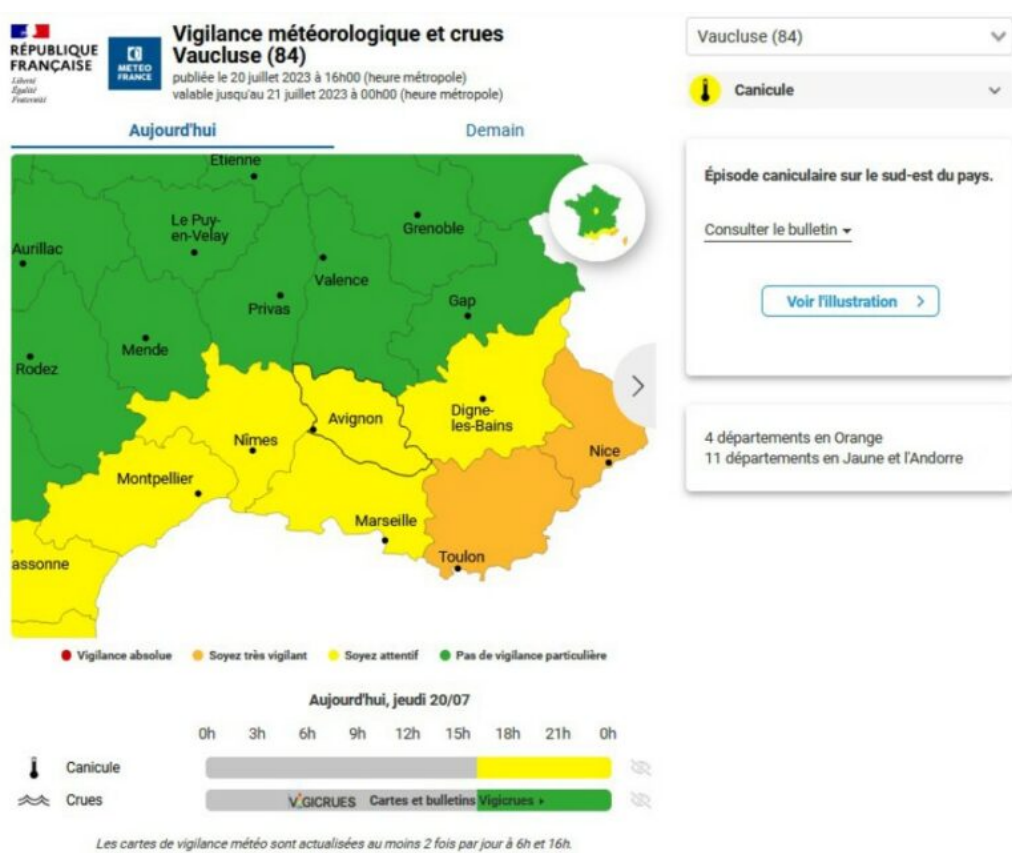 RÉPUBLIQUE
FRANÇAISE
Liberté
Égalité
Fraternité
METEO
FRANCE
Vigilance météorologique et crues
Vaucluse (84)
publiée le 20 juillet 2023 à 16h00 (heure métropole)
valable jusqu'au 21 juillet 2023 à 00h00 (heure métropole)
Aujourd'hui
Demain
Etienne
Le Puy-
en-Velay
Grenoble
Aurillac
Valence
Privas
Gap
Mende
Rodez
Avignon
Digne-
les-Bains
Nîmes
Nice
Montpellier
Marseille
assonne
Toulon
Vigilance absolue
Soyez très vigilant
Soyez attentif
Pas de vigilance particulière
Aujourd'hui, jeudi 20/07
0h 3h 6h 9h 12h 15h 18h 21h 0h
Canicule
Crues
VIGICRUES Cartes et bulletins Vigicrues
Les cartes de vigilance météo sont actualisées au moins 2 fois par jour à 6h et 16h.
Vaucluse (84)
Canicule
Épisode caniculaire sur le sud-est du pays.
Consulter le bulletin
Voir l'illustration
4 départements en Orange
11 départements en Jaune et l'Andorre